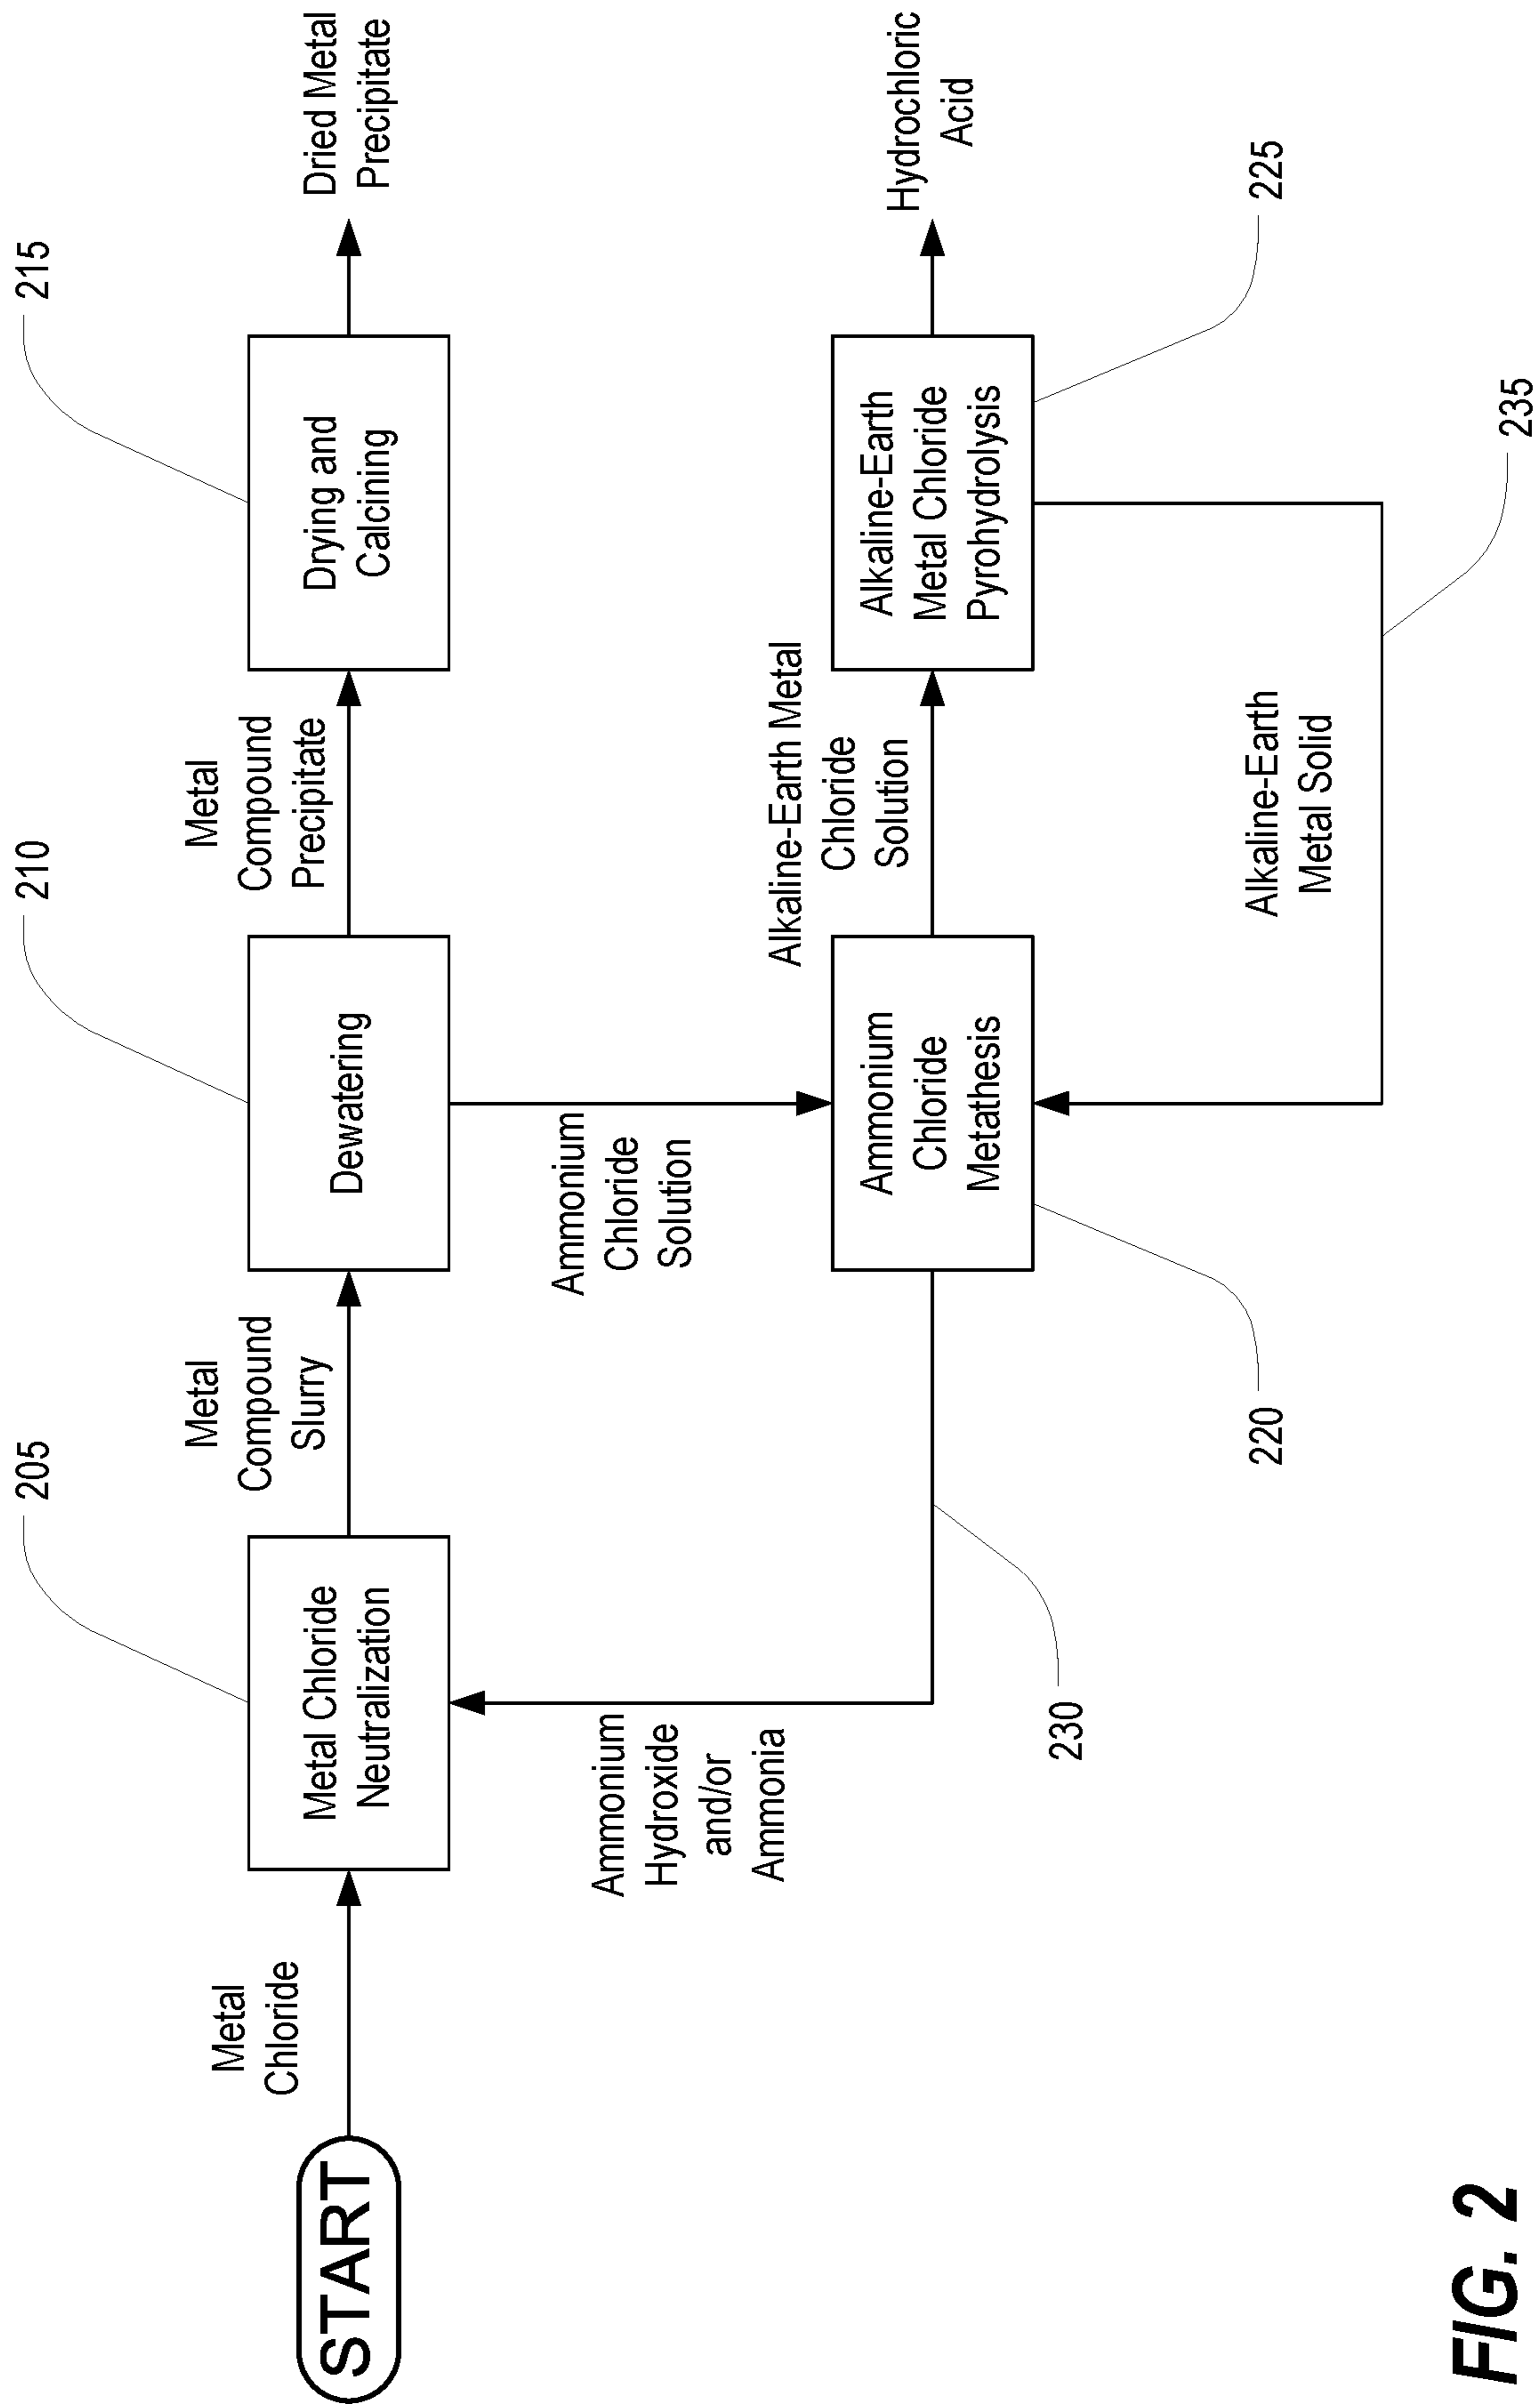 205
210
215
Metal
Chloride
Metal
Compound
Slurry
Metal
Compound
Precipitate
START
Metal Chloride
Neutralization
Dewatering
Drying and
Calcining
Dried Metal
Precipitate
Ammonium
Hydroxide
and/or
Ammonia
Ammonium
Chloride
Solution
Alkaline-Earth Metal
Chloride
Solution
Ammonium
Chloride
Metathesis
Alkaline-Earth
Metal Chloride
Pyrohydrolysis
Hydrochloric
Acid
230
220
225
Alkaline-Earth
Metal Solid
235
FIG. 2